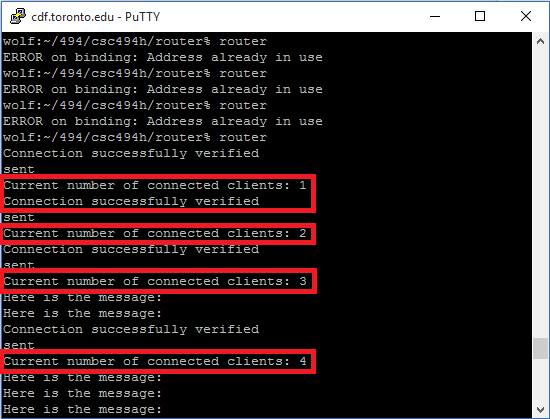 cdf.toronto.edu - PuTTY
wolf:~/494/csc494h/router% router
ERROR on binding: Address already in use
wolf:~/494/csc494h/router% router
ERROR on binding: Address already in use
wolf:~/494/csc494h/router% router
ERROR on binding: Address already in use
wolf:~/494/csc494h/router% router
Connection successfully verified
sent
Current number of connected clients: 1
Connection successfully verified
sent
Current number of connected clients: 2
Connection successfully verified
sent
Current number of connected clients: 3
Here is the message:
Here is the message:
Connection successfully verified
sent
Current number of connected clients: 4
Here is the message:
Here is the message:
Here is the message: